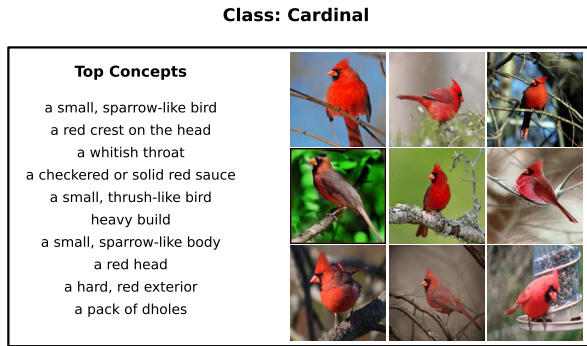 Class: Cardinal
Top Concepts
a small, sparrow-like bird
a red crest on the head
a whitish throat
a checkered or solid red sauce
a small, thrush-like bird
heavy build
a small, sparrow-like body
a red head
a hard, red exterior
a pack of dholes